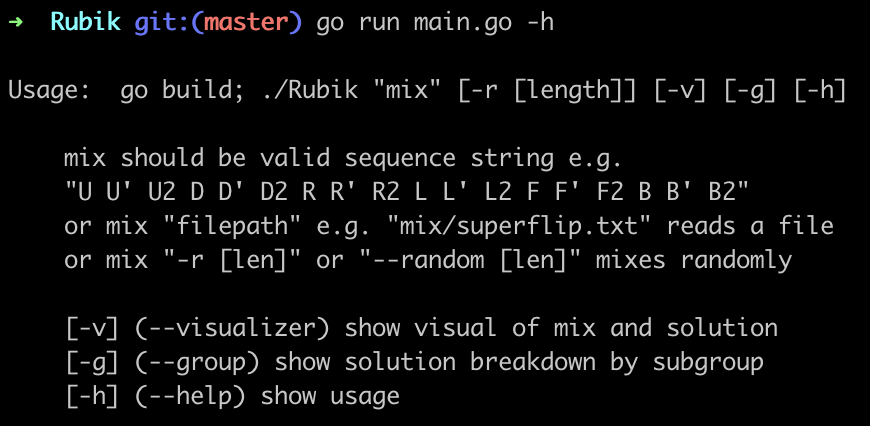 → Rubik git:(master) go run main.go -h
Usage:  go build; ./Rubik "mix" [-r [length]] [-v] [-g] [-h]
mix should be valid sequence string e.g.
"U U' U2 D D' D2 R R' R2 L L' L2 F F' F2 B B' B2"
or mix "filepath" e.g. "mix/superflip.txt" reads a file
or mix "-r [len]" or "--random [len]" mixes randomly
[-v] (--visualizer) show visual of mix and solution
[-g] (--group) show solution breakdown by subgroup
[-h] (--help) show usage